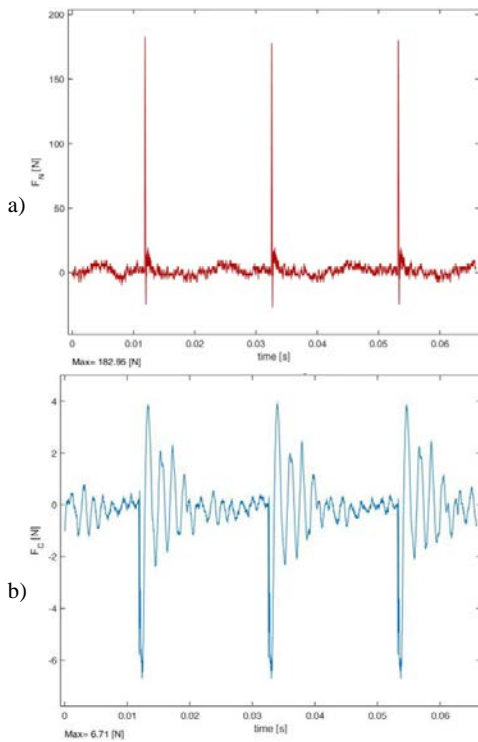 a)
F_N [N]
200
150
100
50
0
0 0.01 0.02 0.03 0.04 0.05 0.06
time [s]
Max= 182.95 [N]
b)
F_C [N]
4
2
0
-2
-4
-6
0 0.01 0.02 0.03 0.04 0.05 0.06
time [s]
Max= 6.71 [N]